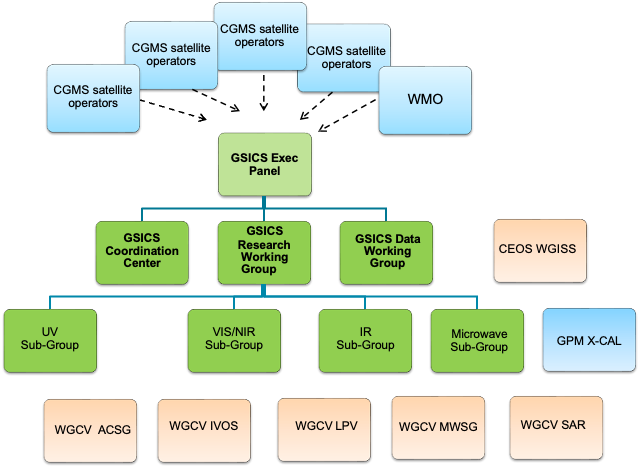 CGMS satellite
operators
CGMS satellite
operators
CGMS satellite
operators
CGMS satellite
operators
WMO
GSICS Exec
Panel
GSICS
Coordination
Center
GSICS
Research
Working
Group
GSICS Data
Working
Group
CEOS WGISS
UV
Sub-Group
VIS/NIR
Sub-Group
IR
Sub-Group
Microwave
Sub-Group
GPM X-CAL
WGCV ACSG
WGCV IVOS
WGCV LPV
WGCV MWSG
WGCV SAR